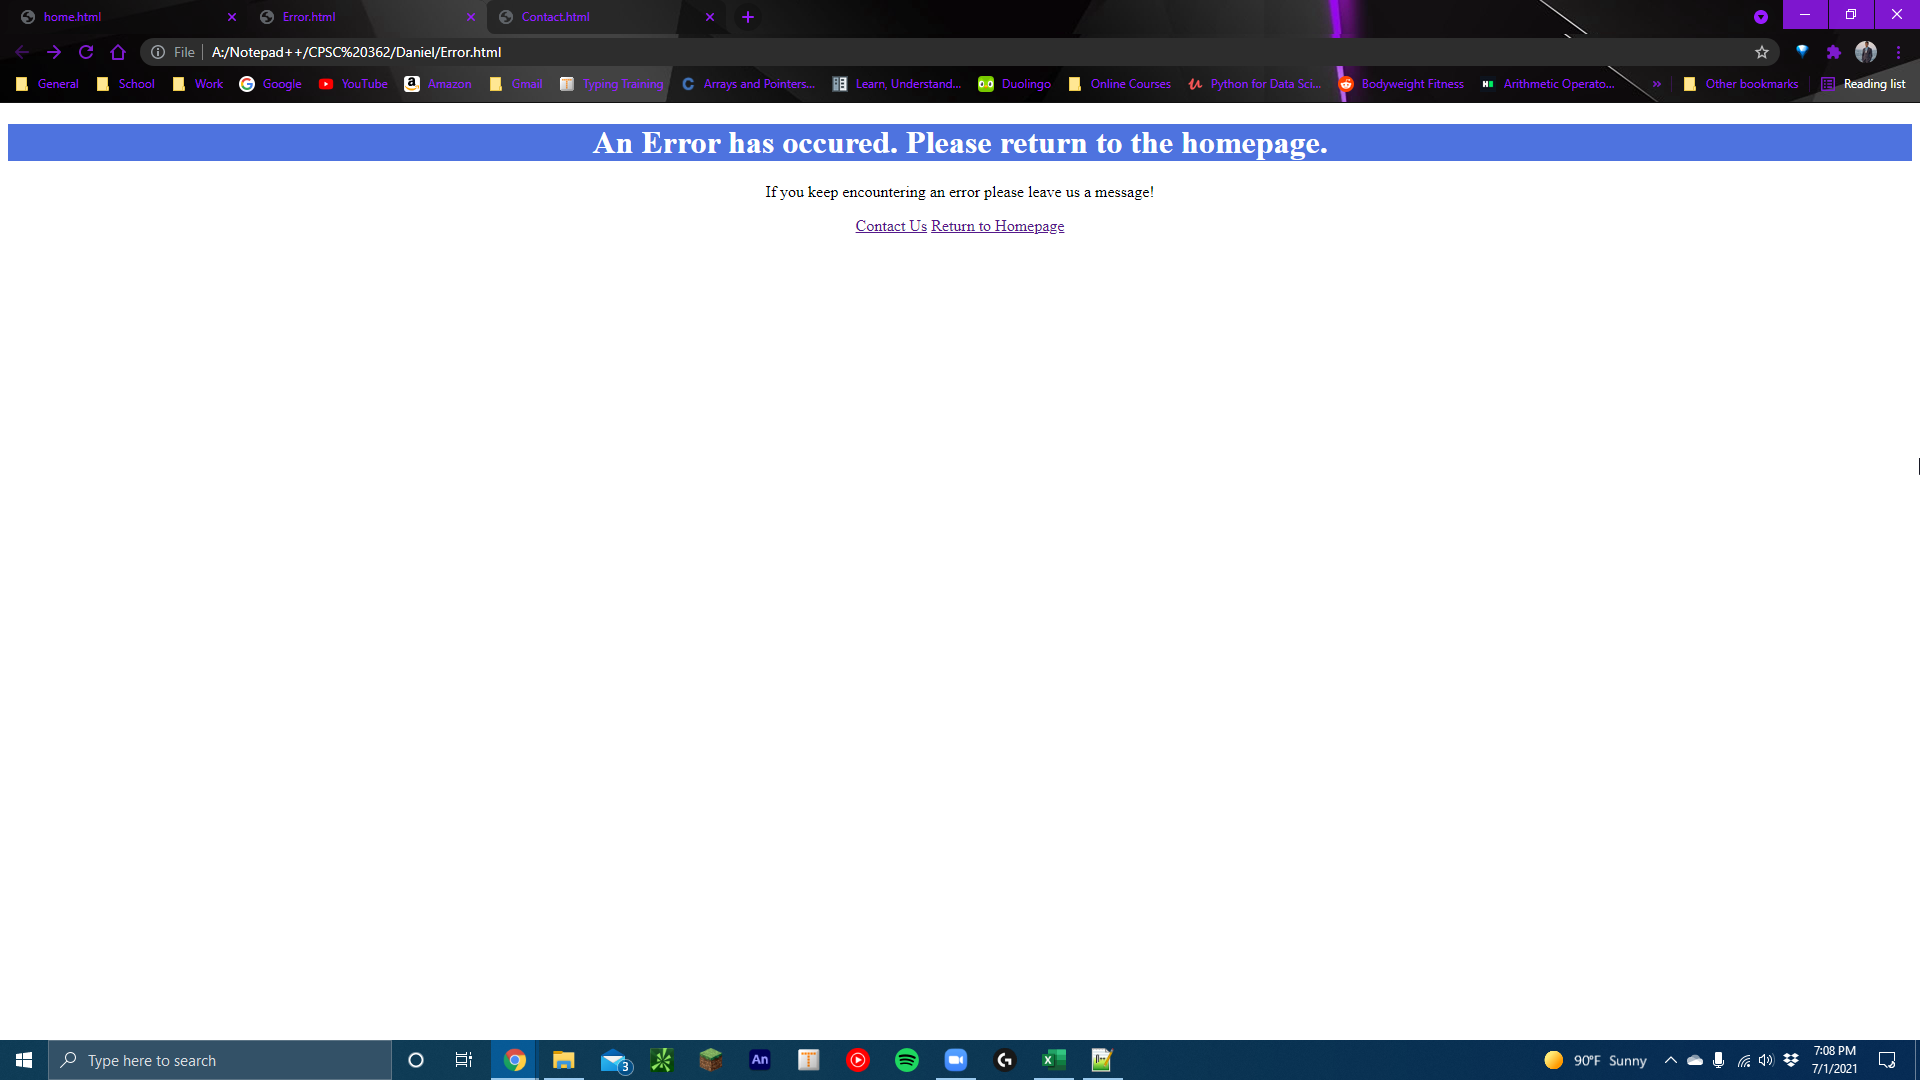 home.html
Error.html
Contact.html
File A:/Notepad++/CPSC%20362/Daniel/Error.html
General School Work Google YouTube Amazon Gmail Typing Training Arrays and Pointers... Learn, Understand... Duolingo Online Courses Python for Data Sci... Bodyweight Fitness Arithmetic Operato... » Other bookmarks Reading list
An Error has occured. Please return to the homepage.
If you keep encountering an error please leave us a message!
Contact Us Return to Homepage
Type here to search
3
An
90°F Sunny
7:08 PM
7/1/2021